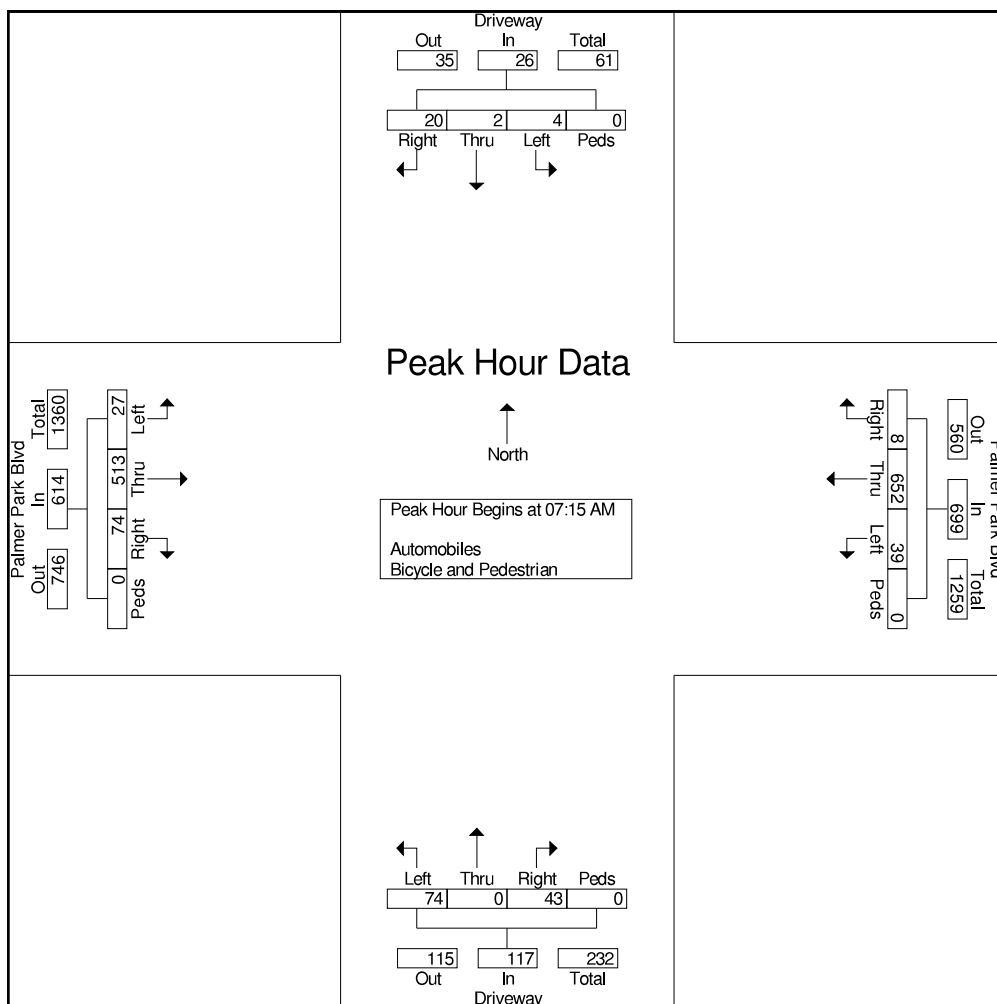 Driveway
Out In Total
35 26 61
20 2 4 0
Right Thru Left Peds
Peak Hour Data
North
Peak Hour Begins at 07:15 AM
Automobiles
Bicycle and Pedestrian
Palmer Park Blvd
Out In Total
746 614 1360
0 74 513 27
Peds Right Thru Left
Palmer Park Blvd
Out In Total
560 699 1259
8 652 39 0
Right Thru Left Peds
Left Thru Right Peds
74 0 43 0
115 117 232
Out In Total
Driveway